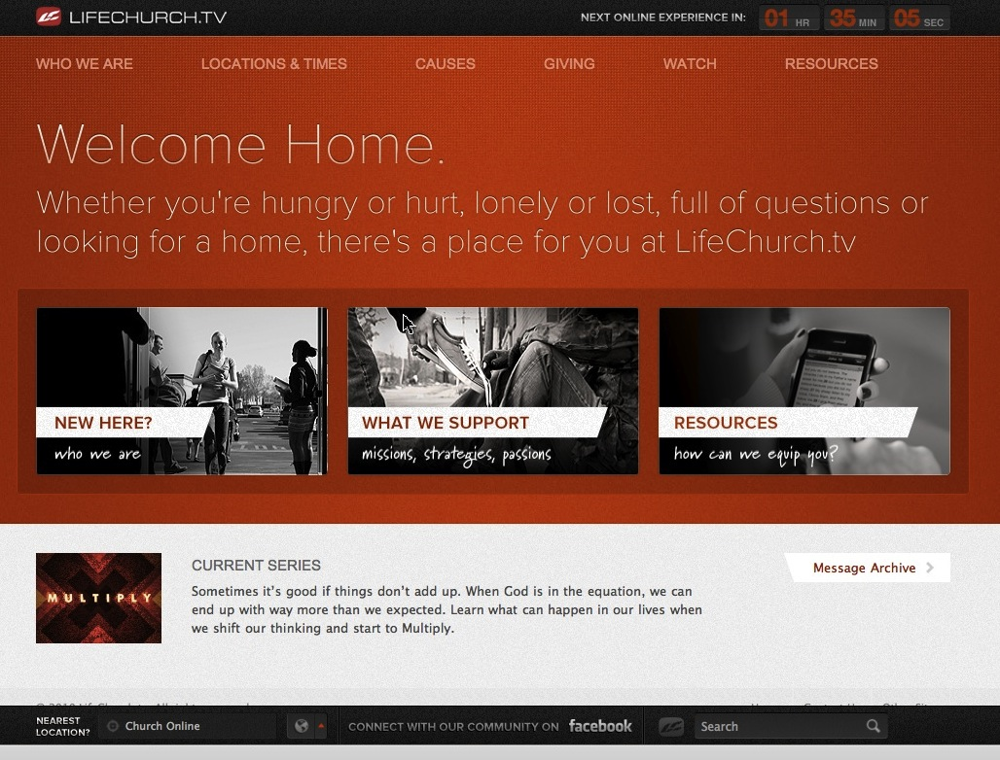 LIFECHURCH.TV
NEXT ONLINE EXPERIENCE IN: 01 HR 35 MIN 05 SEC
WHO WE ARE LOCATIONS & TIMES CAUSES GIVING WATCH RESOURCES
Welcome Home.
Whether you're hungry or hurt, lonely or lost, full of questions or
looking for a home, there's a place for you at LifeChurch.tv
NEW HERE?
who we are
WHAT WE SUPPORT
missions, strategies, passions
RESOURCES
how can we equip you?
MULTIPLY
CURRENT SERIES
Sometimes it's good if things don't add up. When God is in the equation, we can
end up with way more than we expected. Learn what can happen in our lives when
we shift our thinking and start to Multiply.
Message Archive
NEAREST
LOCATION?
Church Online
CONNECT WITH OUR COMMUNITY ON facebook
Search